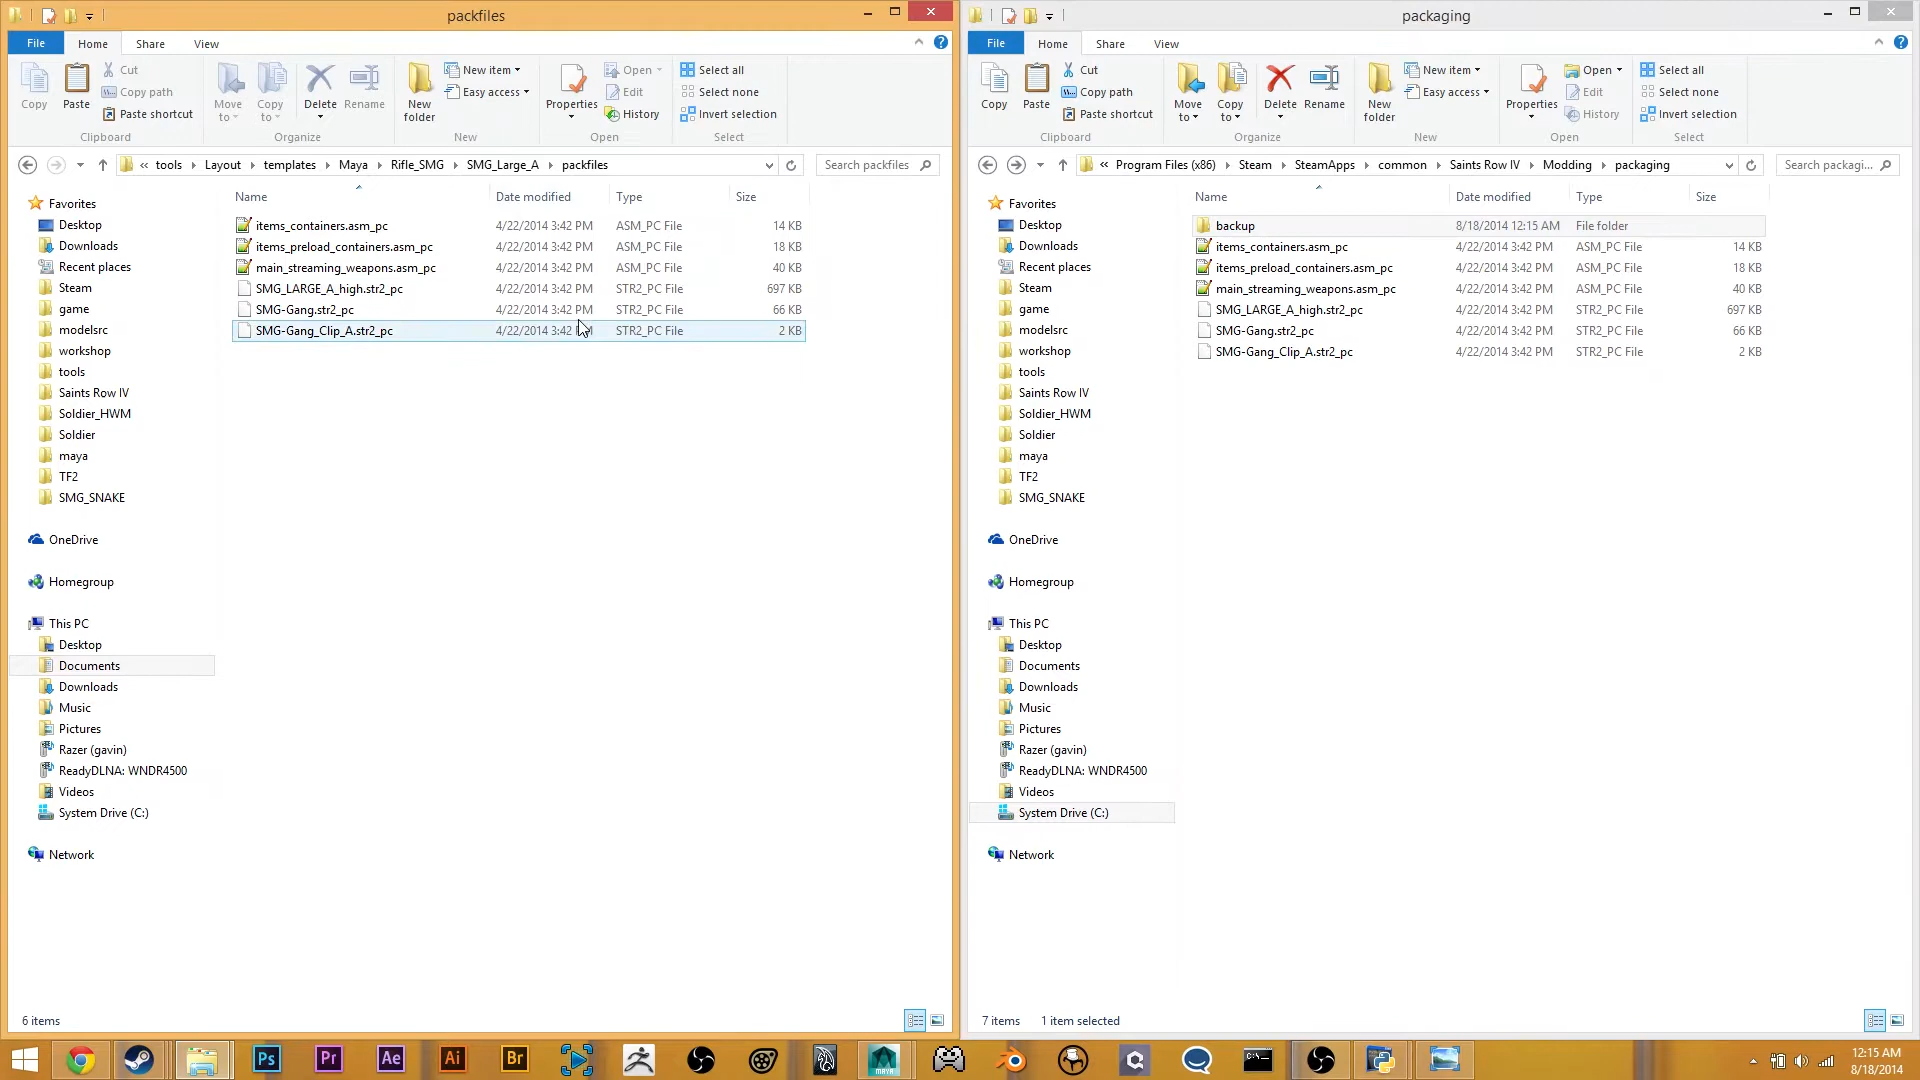 packfiles
File Home Share View
Copy Paste Cut Copy path Paste shortcut Clipboard
Move to Copy to Delete Rename Organize
New folder New item Easy access New
Properties Open Edit History Open
Select all Select none Invert selection Select
« tools Layout templates Maya Rifle_SMG SMG_Large_A packfiles
Search packfiles
Name Date modified Type Size
items_containers.asm_pc 4/22/2014 3:42 PM ASM_PC File 14 KB
items_preload_containers.asm_pc 4/22/2014 3:42 PM ASM_PC File 18 KB
main_streaming_weapons.asm_pc 4/22/2014 3:42 PM ASM_PC File 40 KB
SMG_LARGE_A_high.str2_pc 4/22/2014 3:42 PM STR2_PC File 697 KB
SMG-Gang.str2_pc 4/22/2014 3:42 PM STR2_PC File 66 KB
SMG-Gang_Clip_A.str2_pc 4/22/2014 3:42 STR2_PC File 2 KB
Favorites
Desktop
Downloads
Recent places
Steam
game
modelsrc
workshop
tools
Saints Row IV
Soldier_HWM
Soldier
maya
TF2
SMG_SNAKE
OneDrive
Homegroup
This PC
Desktop
Documents
Downloads
Music
Pictures
Razer (gavin)
ReadyDLNA: WNDR4500
Videos
System Drive (C:)
Network
6 items
packaging
File Home Share View
Copy Paste Cut Copy path Paste shortcut Clipboard
Move to Copy to Delete Rename Organize
New folder New item Easy access New
Properties Open Edit History Open
Select all Select none Invert selection Select
« Program Files (x86) Steam SteamApps common Saints Row IV Modding packaging
Search packagi...
Name Date modified Type Size
backup 8/18/2014 12:15 AM File folder
items_containers.asm_pc 4/22/2014 3:42 PM ASM_PC File 14 KB
items_preload_containers.asm_pc 4/22/2014 3:42 PM ASM_PC File 18 KB
main_streaming_weapons.asm_pc 4/22/2014 3:42 PM ASM_PC File 40 KB
SMG_LARGE_A_high.str2_pc 4/22/2014 3:42 PM STR2_PC File 697 KB
SMG-Gang.str2_pc 4/22/2014 3:42 PM STR2_PC File 66 KB
SMG-Gang_Clip_A.str2_pc 4/22/2014 3:42 PM STR2_PC File 2 KB
Favorites
Desktop
Downloads
Recent places
Steam
game
modelsrc
workshop
tools
Saints Row IV
Soldier_HWM
Soldier
maya
TF2
SMG_SNAKE
OneDrive
Homegroup
This PC
Desktop
Documents
Downloads
Music
Pictures
Razer (gavin)
ReadyDLNA: WNDR4500
Videos
System Drive (C:)
Network
7 items 1 item selected
Ps Pr Ae Ai Br
12:15 AM
8/18/2014